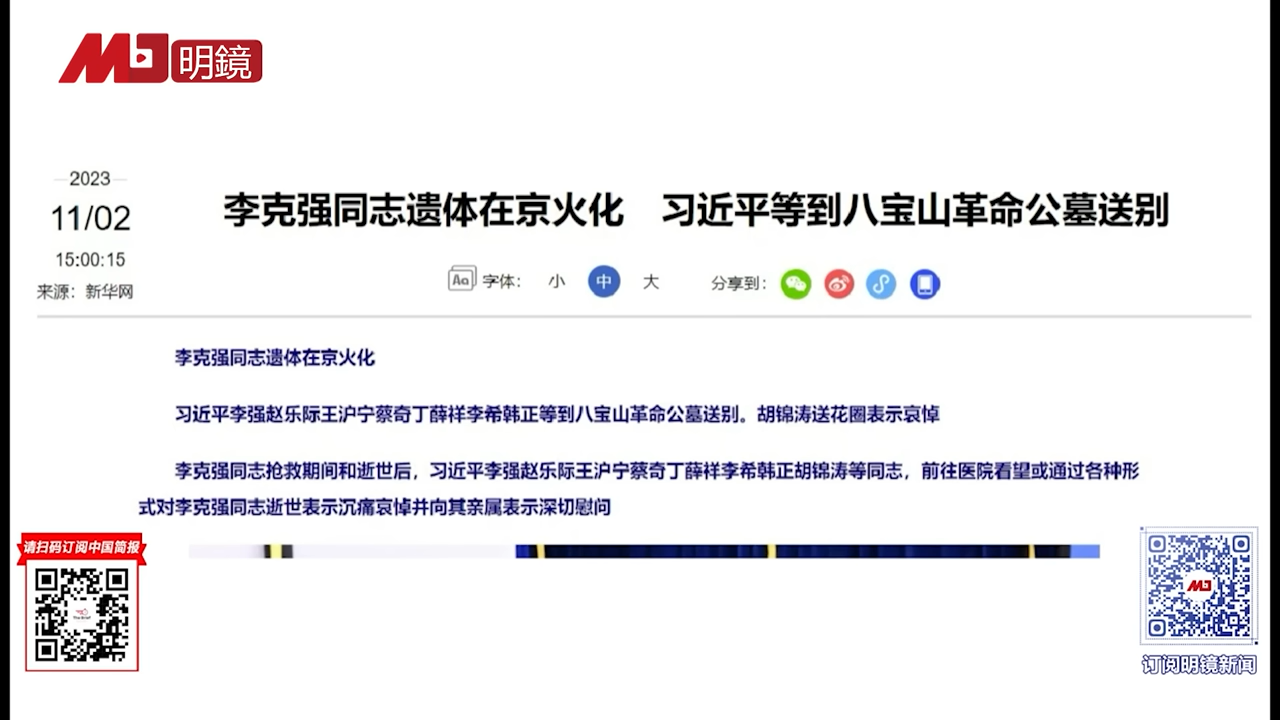 明鏡
2023
11/02
15:00:15
来源：新华网
李克强同志遗体在京火化 习近平等到八宝山革命公墓送别
Aa 字体： 小 中 大 分享到：
李克强同志遗体在京火化
习近平李强赵乐际王沪宁蔡奇丁薛祥李希韩正等到八宝山革命公墓送别。胡锦涛送花圈表示哀悼
李克强同志抢救期间和逝世后，习近平李强赵乐际王沪宁蔡奇丁薛祥李希韩正胡锦涛等同志，前往医院看望或通过各种形
式对李克强同志逝世表示沉痛哀悼并向其亲属表示深切慰问
请扫码订阅中国简报
订阅明镜新闻